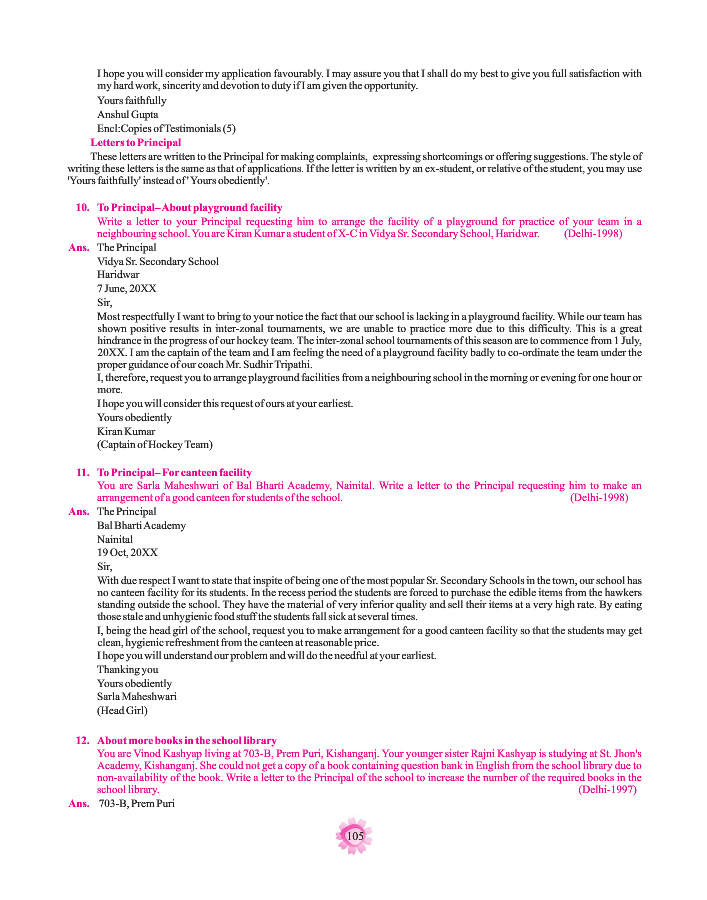 I hope you will consider my application favourably. I may assure you that I shall do my best to give you full satisfaction with
my hard work, sincerity and devotion to duty if I am given the opportunity.
Yours faithfully
Anshul Gupta
Encl:Copies of Testimonials (5)
Letters to Principal
These letters are written to the Principal for making complaints, expressing shortcomings or offering suggestions. The style of
writing these letters is the same as that of applications. If the letter is written by an ex-student, or relative of the student, you may use
'Yours faithfully' instead of 'Yours obediently'.
10. To Principal–About playground facility
Write a letter to your Principal requesting him to arrange the facility of a playground for practice of your team in a
neighbouring school. You are Kiran Kumar a student of X-C in Vidya Sr. Secondary School, Haridwar. (Delhi-1998)
Ans. The Principal
Vidya Sr. Secondary School
Haridwar
7 June, 20XX
Sir,
Most respectfully I want to bring to your notice the fact that our school is lacking in a playground facility. While our team has
shown positive results in inter-zonal tournaments, we are unable to practice more due to this difficulty. This is a great
hindrance in the progress of our hockey team. The inter-zonal school tournaments of this season are to commence from 1 July,
20XX. I am the captain of the team and I am feeling the need of a playground facility badly to co-ordinate the team under the
proper guidance of our coach Mr. Sudhir Tripathi.
I, therefore, request you to arrange playground facilities from a neighbouring school in the morning or evening for one hour or
more.
I hope you will consider this request of ours at your earliest.
Yours obediently
Kiran Kumar
(Captain of Hockey Team)
11. To Principal–For canteen facility
You are Sarla Maheshwari of Bal Bharti Academy, Nainital. Write a letter to the Principal requesting him to make an
arrangement of a good canteen for students of the school. (Delhi-1998)
Ans. The Principal
Bal Bharti Academy
Nainital
19 Oct, 20XX
Sir,
With due respect I want to state that inspite of being one of the most popular Sr. Secondary Schools in the town, our school has
no canteen facility for its students. In the recess period the students are forced to purchase the edible items from the hawkers
standing outside the school. They have the material of very inferior quality and sell their items at a very high rate. By eating
those stale and unhygienic food stuff the students fall sick at several times.
I, being the head girl of the school, request you to make arrangement for a good canteen facility so that the students may get
clean, hygienic refreshment from the canteen at reasonable price.
I hope you will understand our problem and will do the needful at your earliest.
Thanking you
Yours obediently
Sarla Maheshwari
(Head Girl)
12. About more books in the school library
You are Vinod Kashyap living at 703-B, Prem Puri, Kishanganj. Your younger sister Rajni Kashyap is studying at St. Jhon's
Academy, Kishanganj. She could not get a copy of a book containing question bank in English from the school library due to
non-availability of the book. Write a letter to the Principal of the school to increase the number of the required books in the
school library. (Delhi-1997)
Ans. 703-B, Prem Puri
105